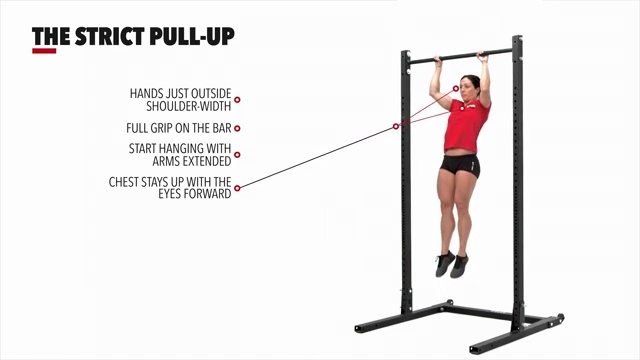 THE STRICT PULL-UP
HANDS JUST OUTSIDE
SHOULDER-WIDTH
FULL GRIP ON THE BAR
START HANGING WITH
ARMS EXTENDED
CHEST STAYS UP WITH THE
EYES FORWARD